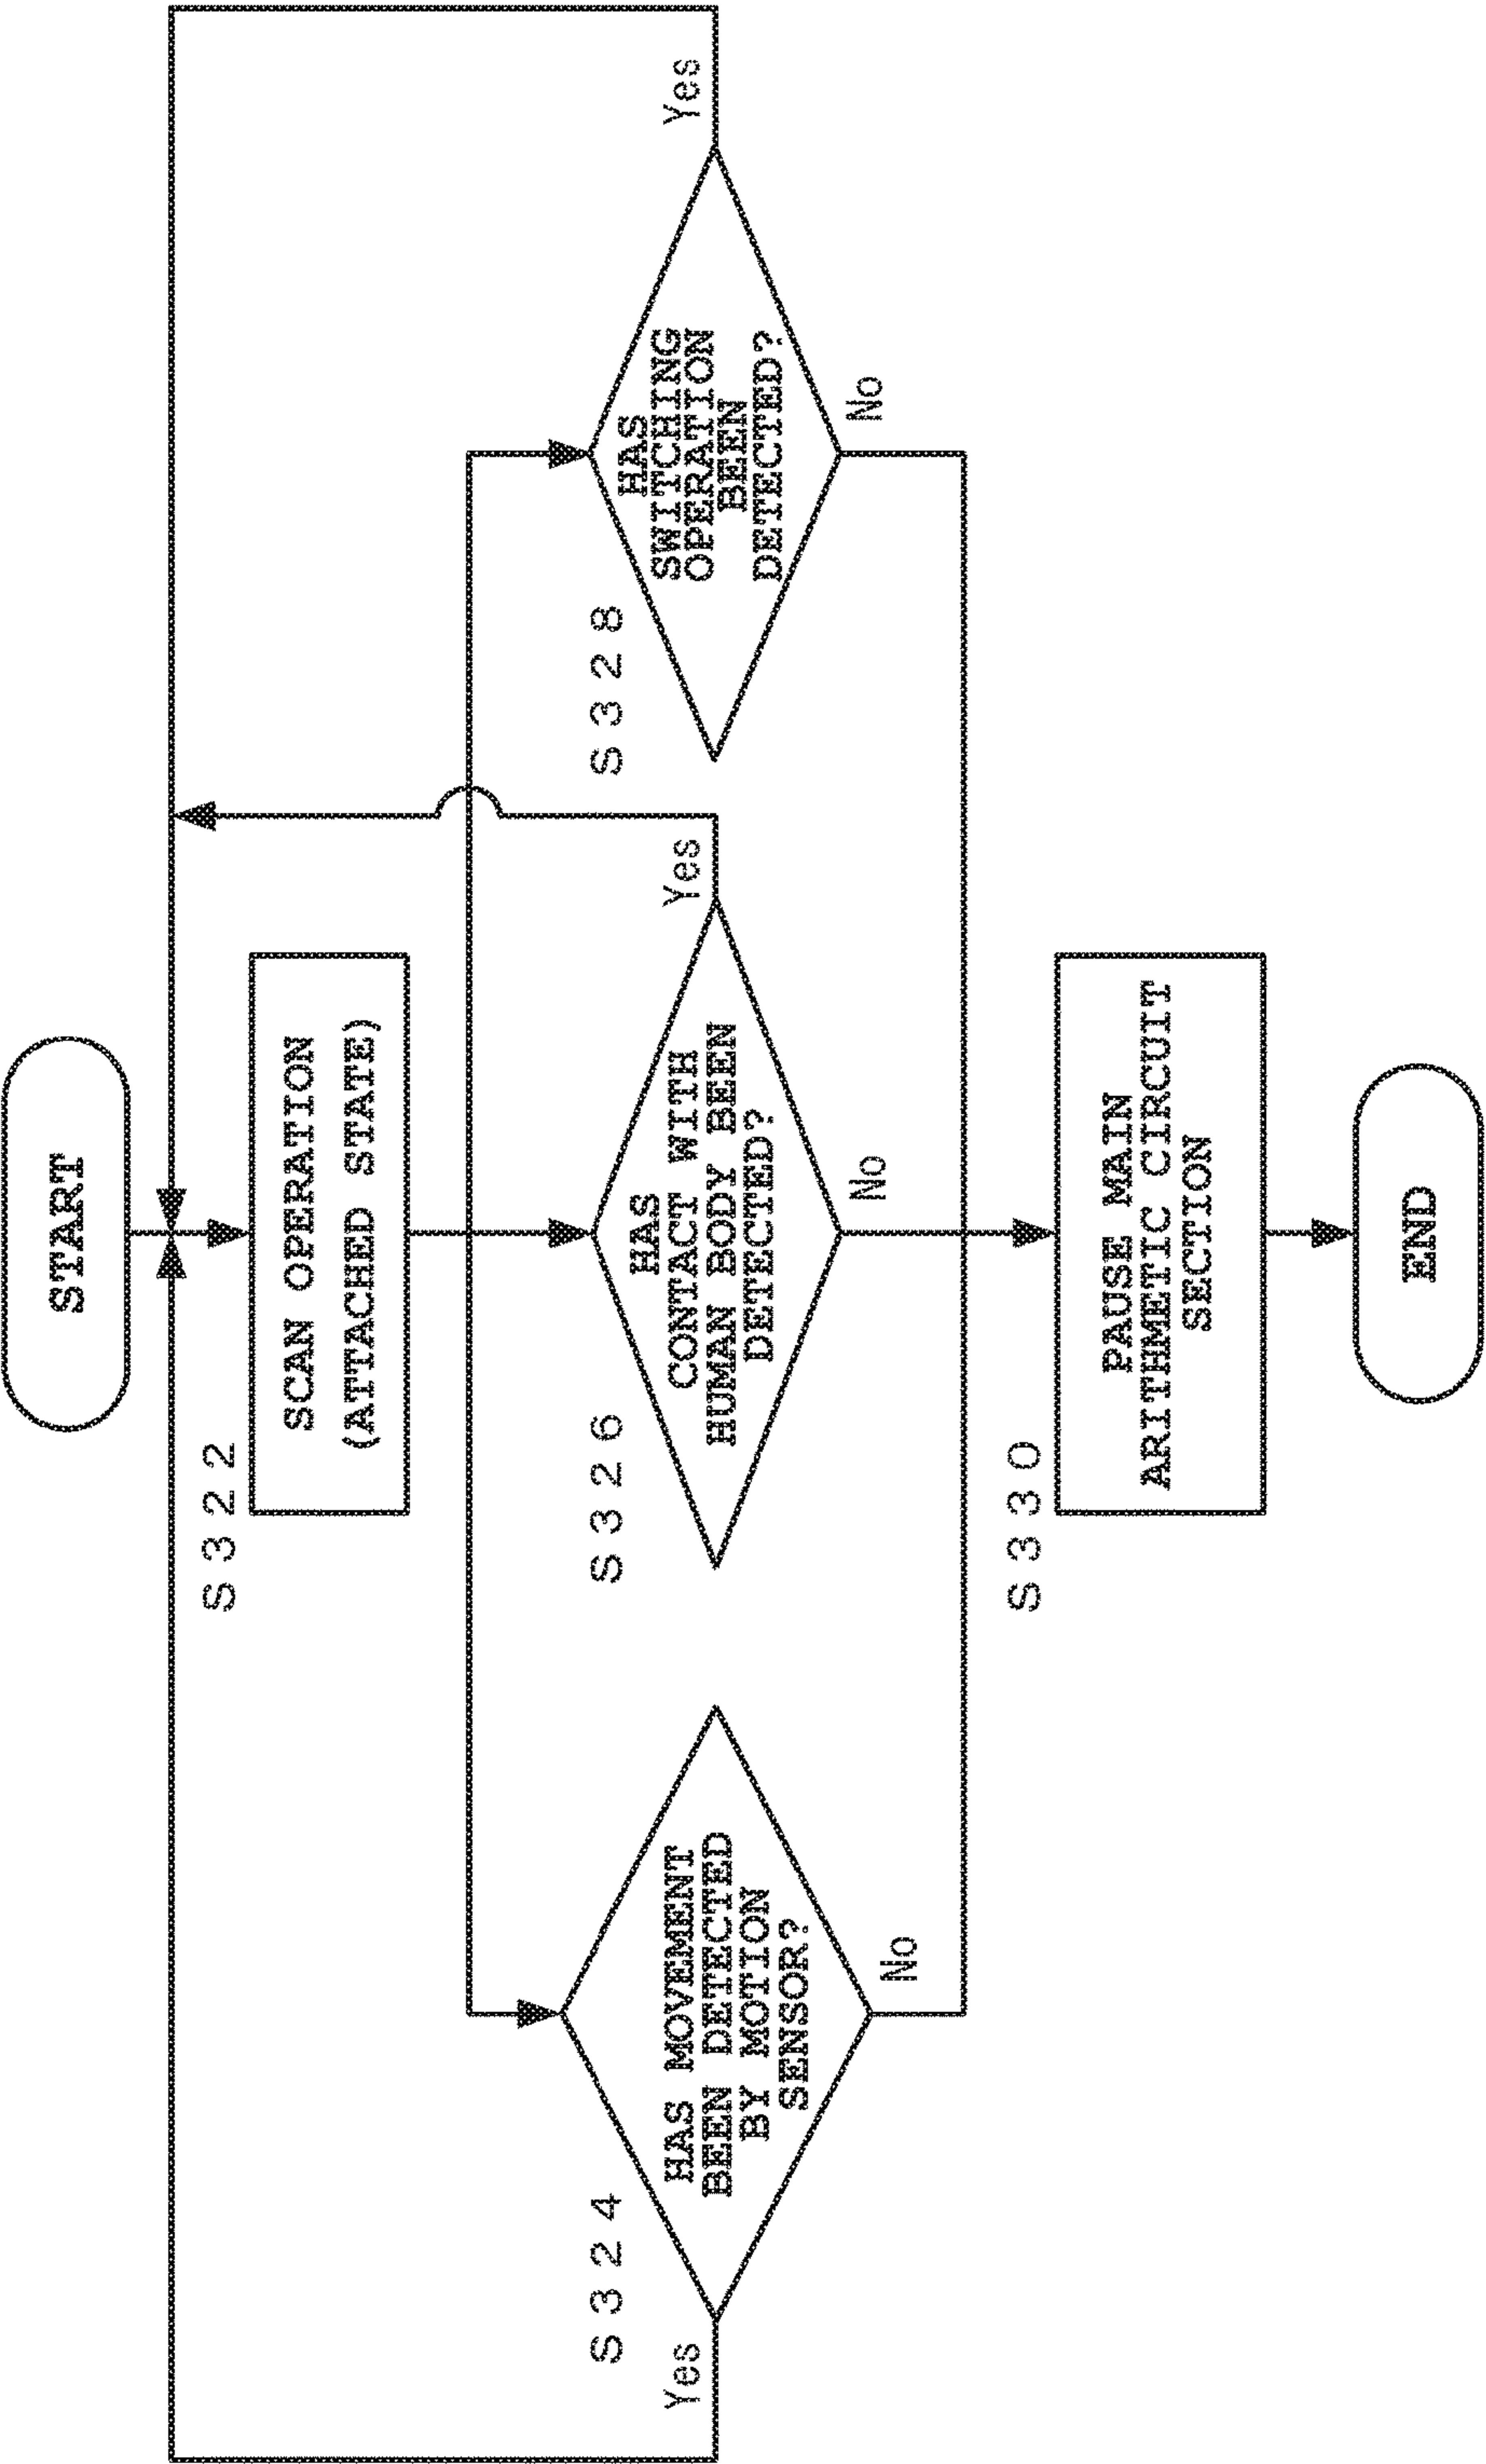 START
S322
SCAN OPERATION
(ATTACHED STATE)
S324
HAS MOVEMENT
BEEN DETECTED
BY MOTION
SENSOR?
Yes
No
S326
HAS
CONTACT WITH
HUMAN BODY BEEN
DETECTED?
Yes
No
S328
HAS
SWITCHING
OPERATION
BEEN
DETECTED?
Yes
No
S330
PAUSE MAIN
ARITHMETIC CIRCUIT
SECTION
END